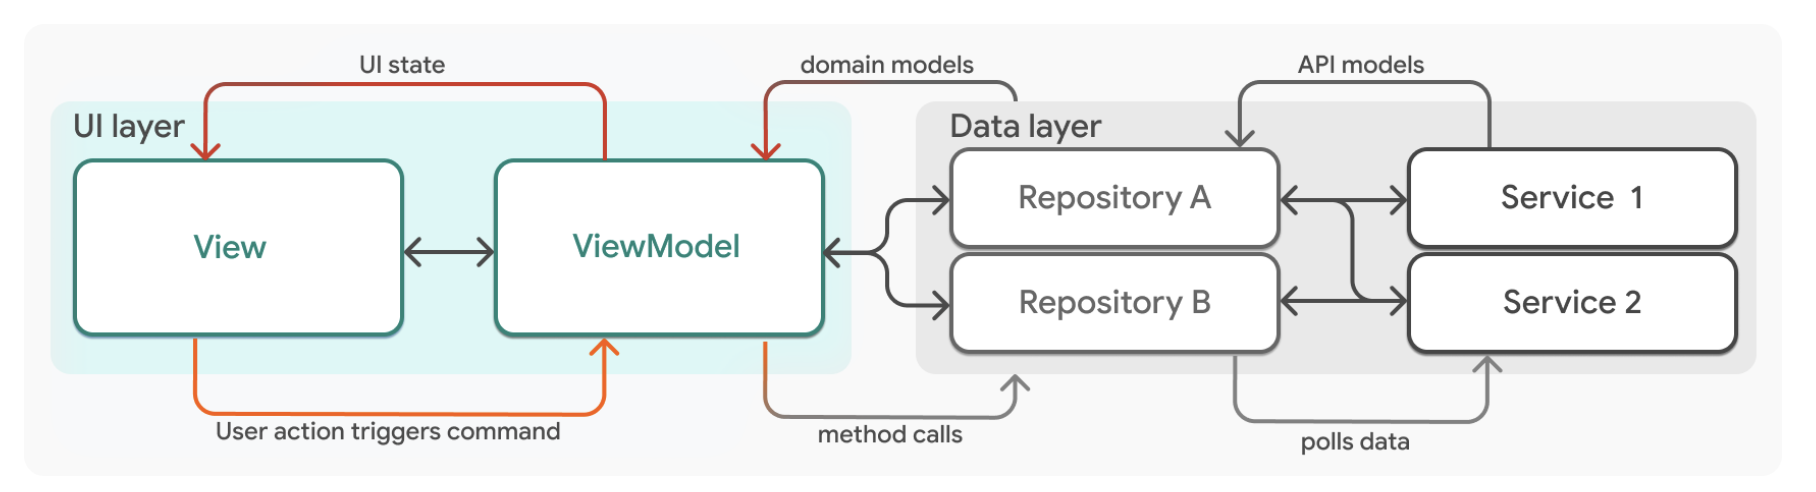 UI state
domain models
API models
UI layer
Data layer
View
ViewModel
Repository A
Service 1
Repository B
Service 2
User action triggers command
method calls
polls data